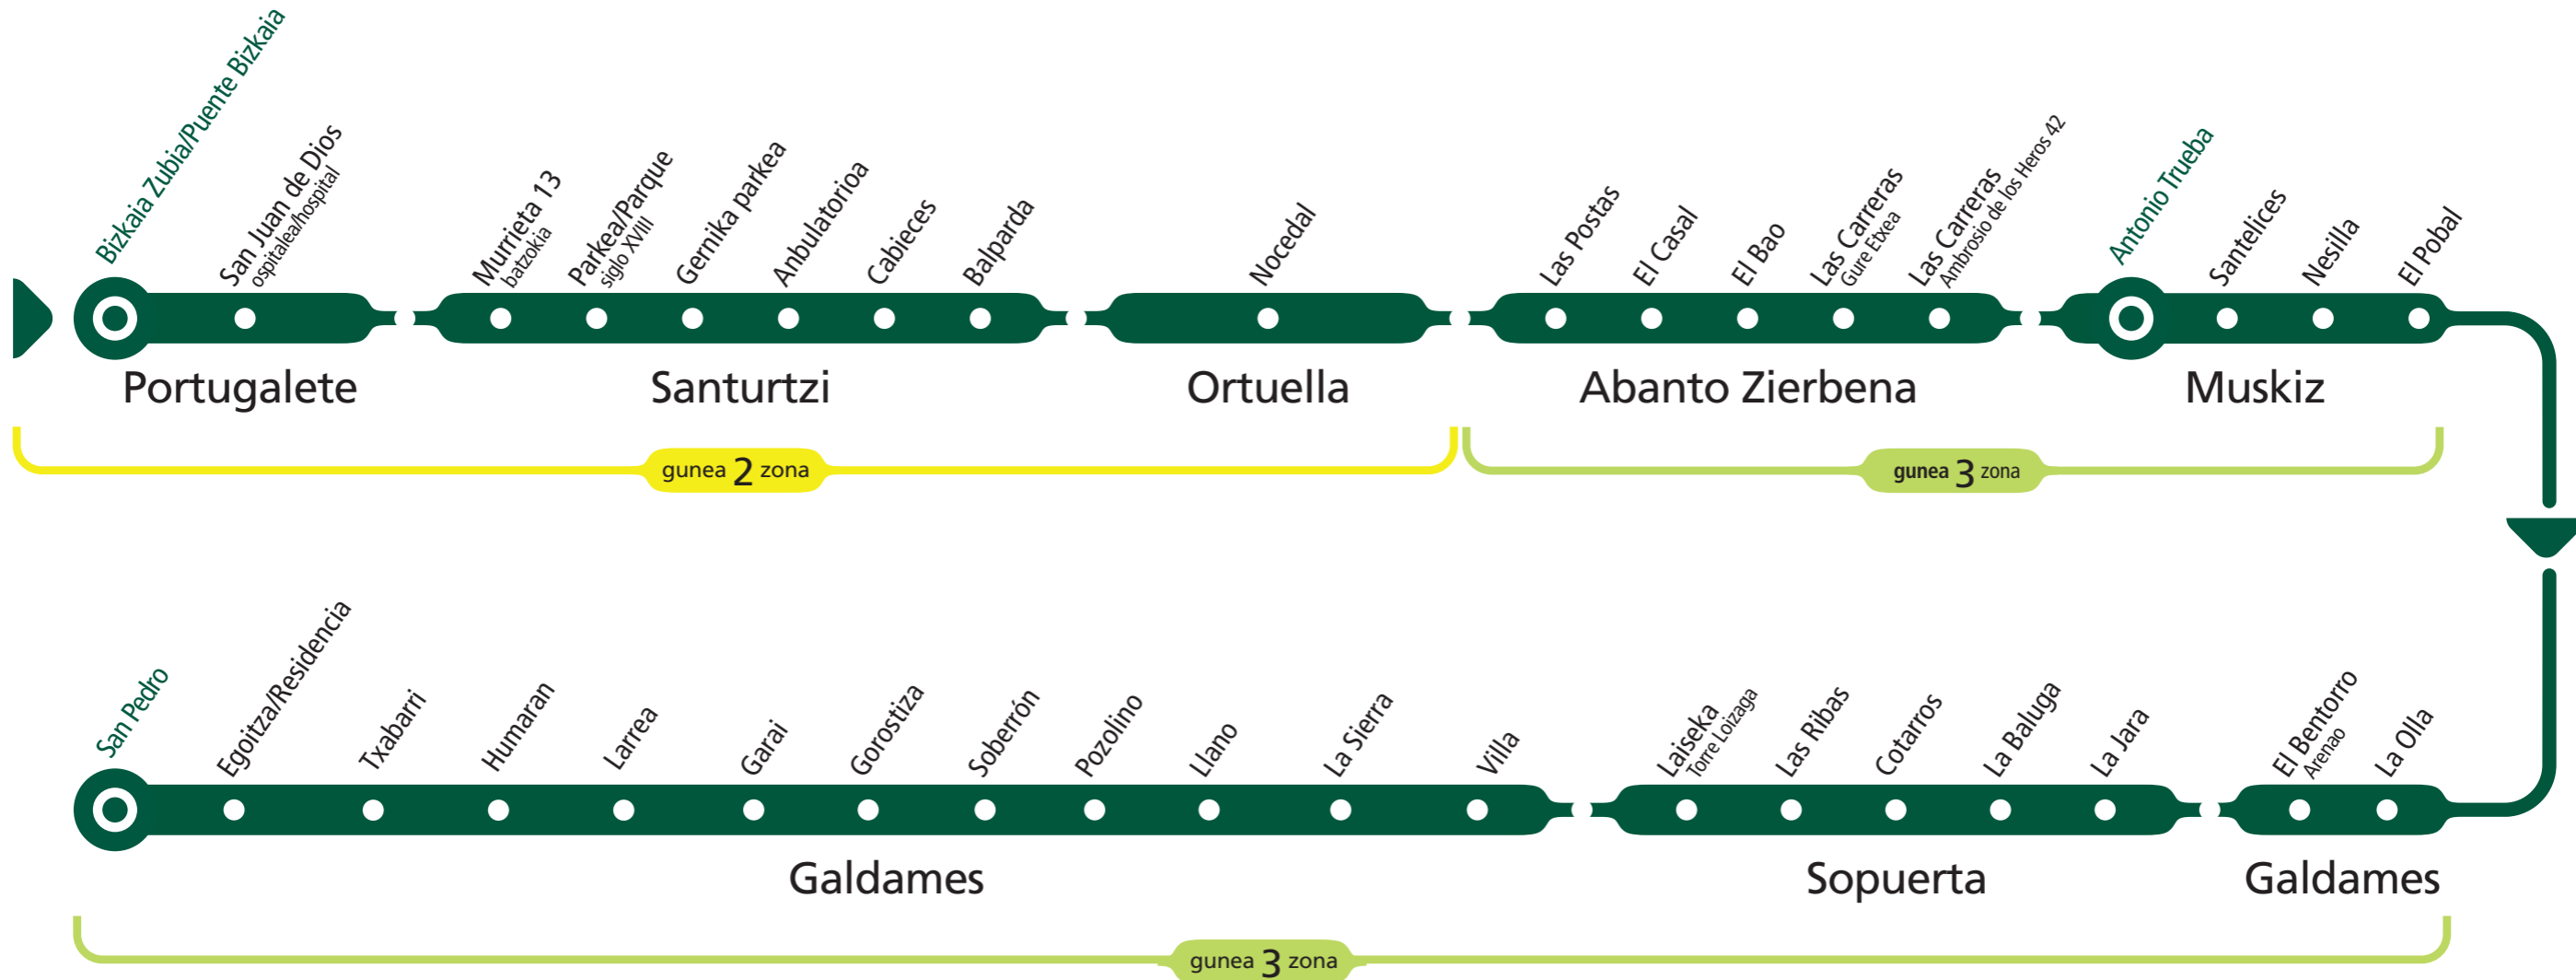 Bizkaia Zubia/Puente Bizkaia
San Juan de Dios
ospitalea/hospital
Murrieta 13
batzokia
Parkea/Parque
siglo XVIII
Gernika parkea
Anbulatorioa
Cabieces
Balparda
Nocedal
Las Postas
El Casal
El Bao
Las Carreras
Gure Etxea
Las Carreras
Ambrosio de los Heros 42
Antonio Trueba
Santelices
Nesilla
El Pobal
Portugalete
Santurtzi
Ortuella
Abanto Zierbena
Muskiz
gunea 2 zona
gunea 3 zona
San Pedro
Egoitza/Residencia
Txabarri
Humaran
Larrea
Garai
Gorostiza
Soberrón
Pozolino
Llano
La Sierra
Villa
Laiseka
Torre Loizaga
Las Ribas
Cotarros
La Baluga
La Jara
El Bentorro
Arenao
La Olla
Galdames
Sopuerta
Galdames
gunea 3 zona